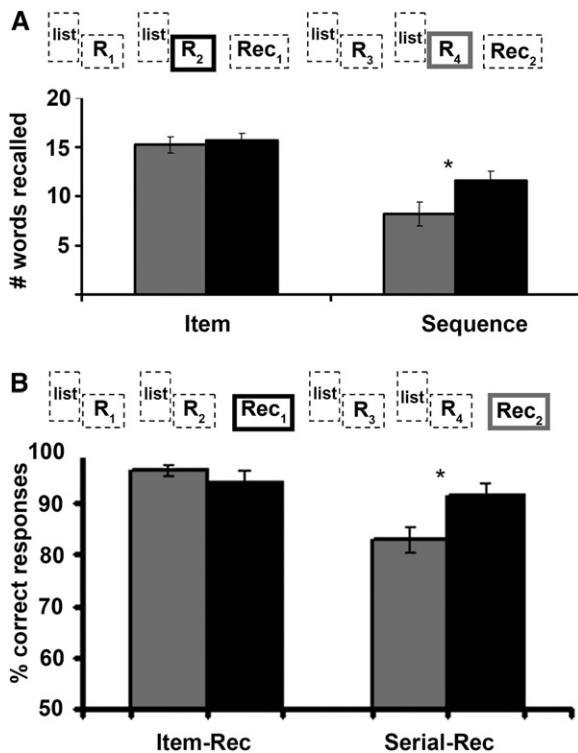 A
list R1 list R2 Rec1 list R3 list R4 Rec2
# words recalled
20
15
10
5
*
Item Sequence
B
list R1 list R2 Rec1 list R3 list R4 Rec2
% correct responses
100
90
80
70
60
50
*
Item-Rec Serial-Rec